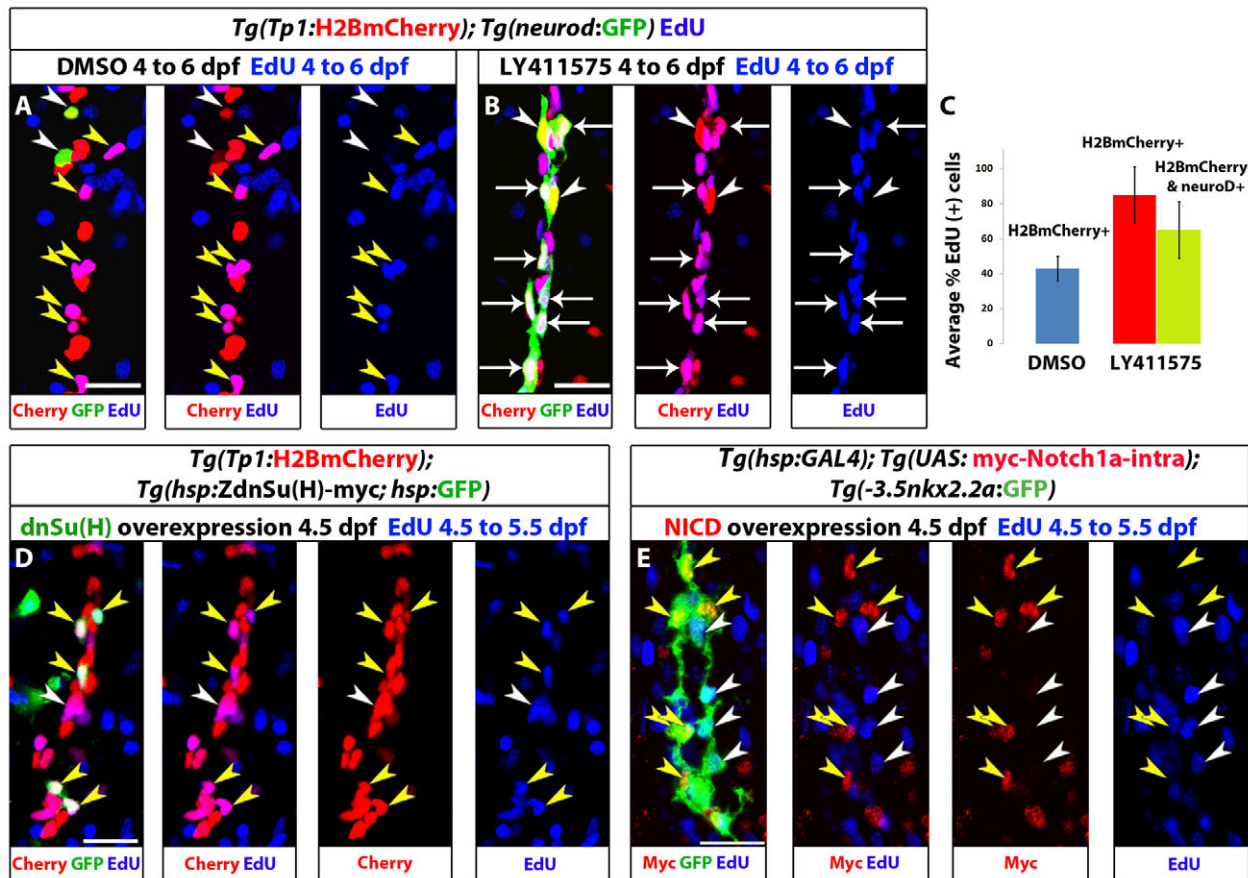 Tg(Tp1:H2BmCherry); Tg(neurod:GFP) EdU
DMSO 4 to 6 dpf EdU 4 to 6 dpf
LY411575 4 to 6 dpf EdU 4 to 6 dpf
A
B
C
Cherry GFP EdU
Cherry EdU
EdU
Cherry GFP EdU
Cherry EdU
EdU
Average % EdU (+) cells
100
80
60
40
20
0
H2BmCherry+
H2BmCherry+
H2BmCherry
& neuroD+
DMSO
LY411575
Tg(Tp1:H2BmCherry);
Tg(hsp:ZdnSu(H)-myc; hsp:GFP)
dnSu(H) overexpression 4.5 dpf EdU 4.5 to 5.5 dpf
D
Cherry GFP EdU
Cherry EdU
Cherry
EdU
Tg(hsp:GAL4); Tg(UAS: myc-Notch1a-intra);
Tg(-3.5nkx2.2a:GFP)
NICD overexpression 4.5 dpf EdU 4.5 to 5.5 dpf
E
Myc GFP EdU
Myc EdU
Myc
EdU